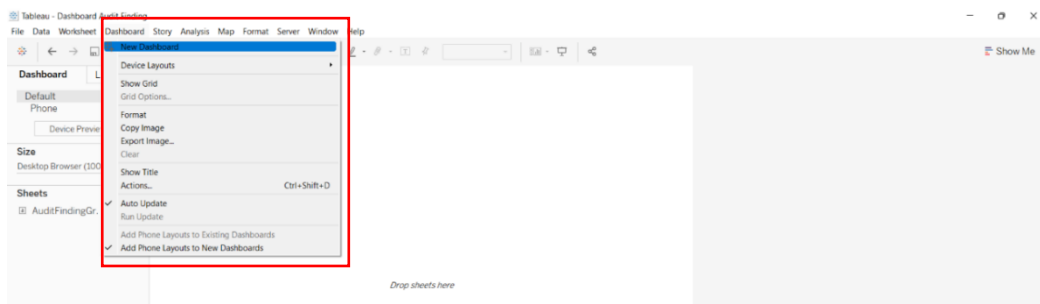 Tableau - Dashboard Audit Finding
File Data Worksheet Dashboard Story Analysis Map Format Server Window Help
Show Me
Dashboard L
New Dashboard
Device Layouts
Default
Phone
Show Grid
Grid Options...
Device Previe
Format
Copy Image
Export Image...
Clear
Size
Desktop Browser (100
Show Title
Actions... Ctrl+Shift+D
Sheets
AuditFindingGr.
Auto Update
Run Update
Add Phone Layouts to Existing Dashboards
Add Phone Layouts to New Dashboards
Drop sheets here